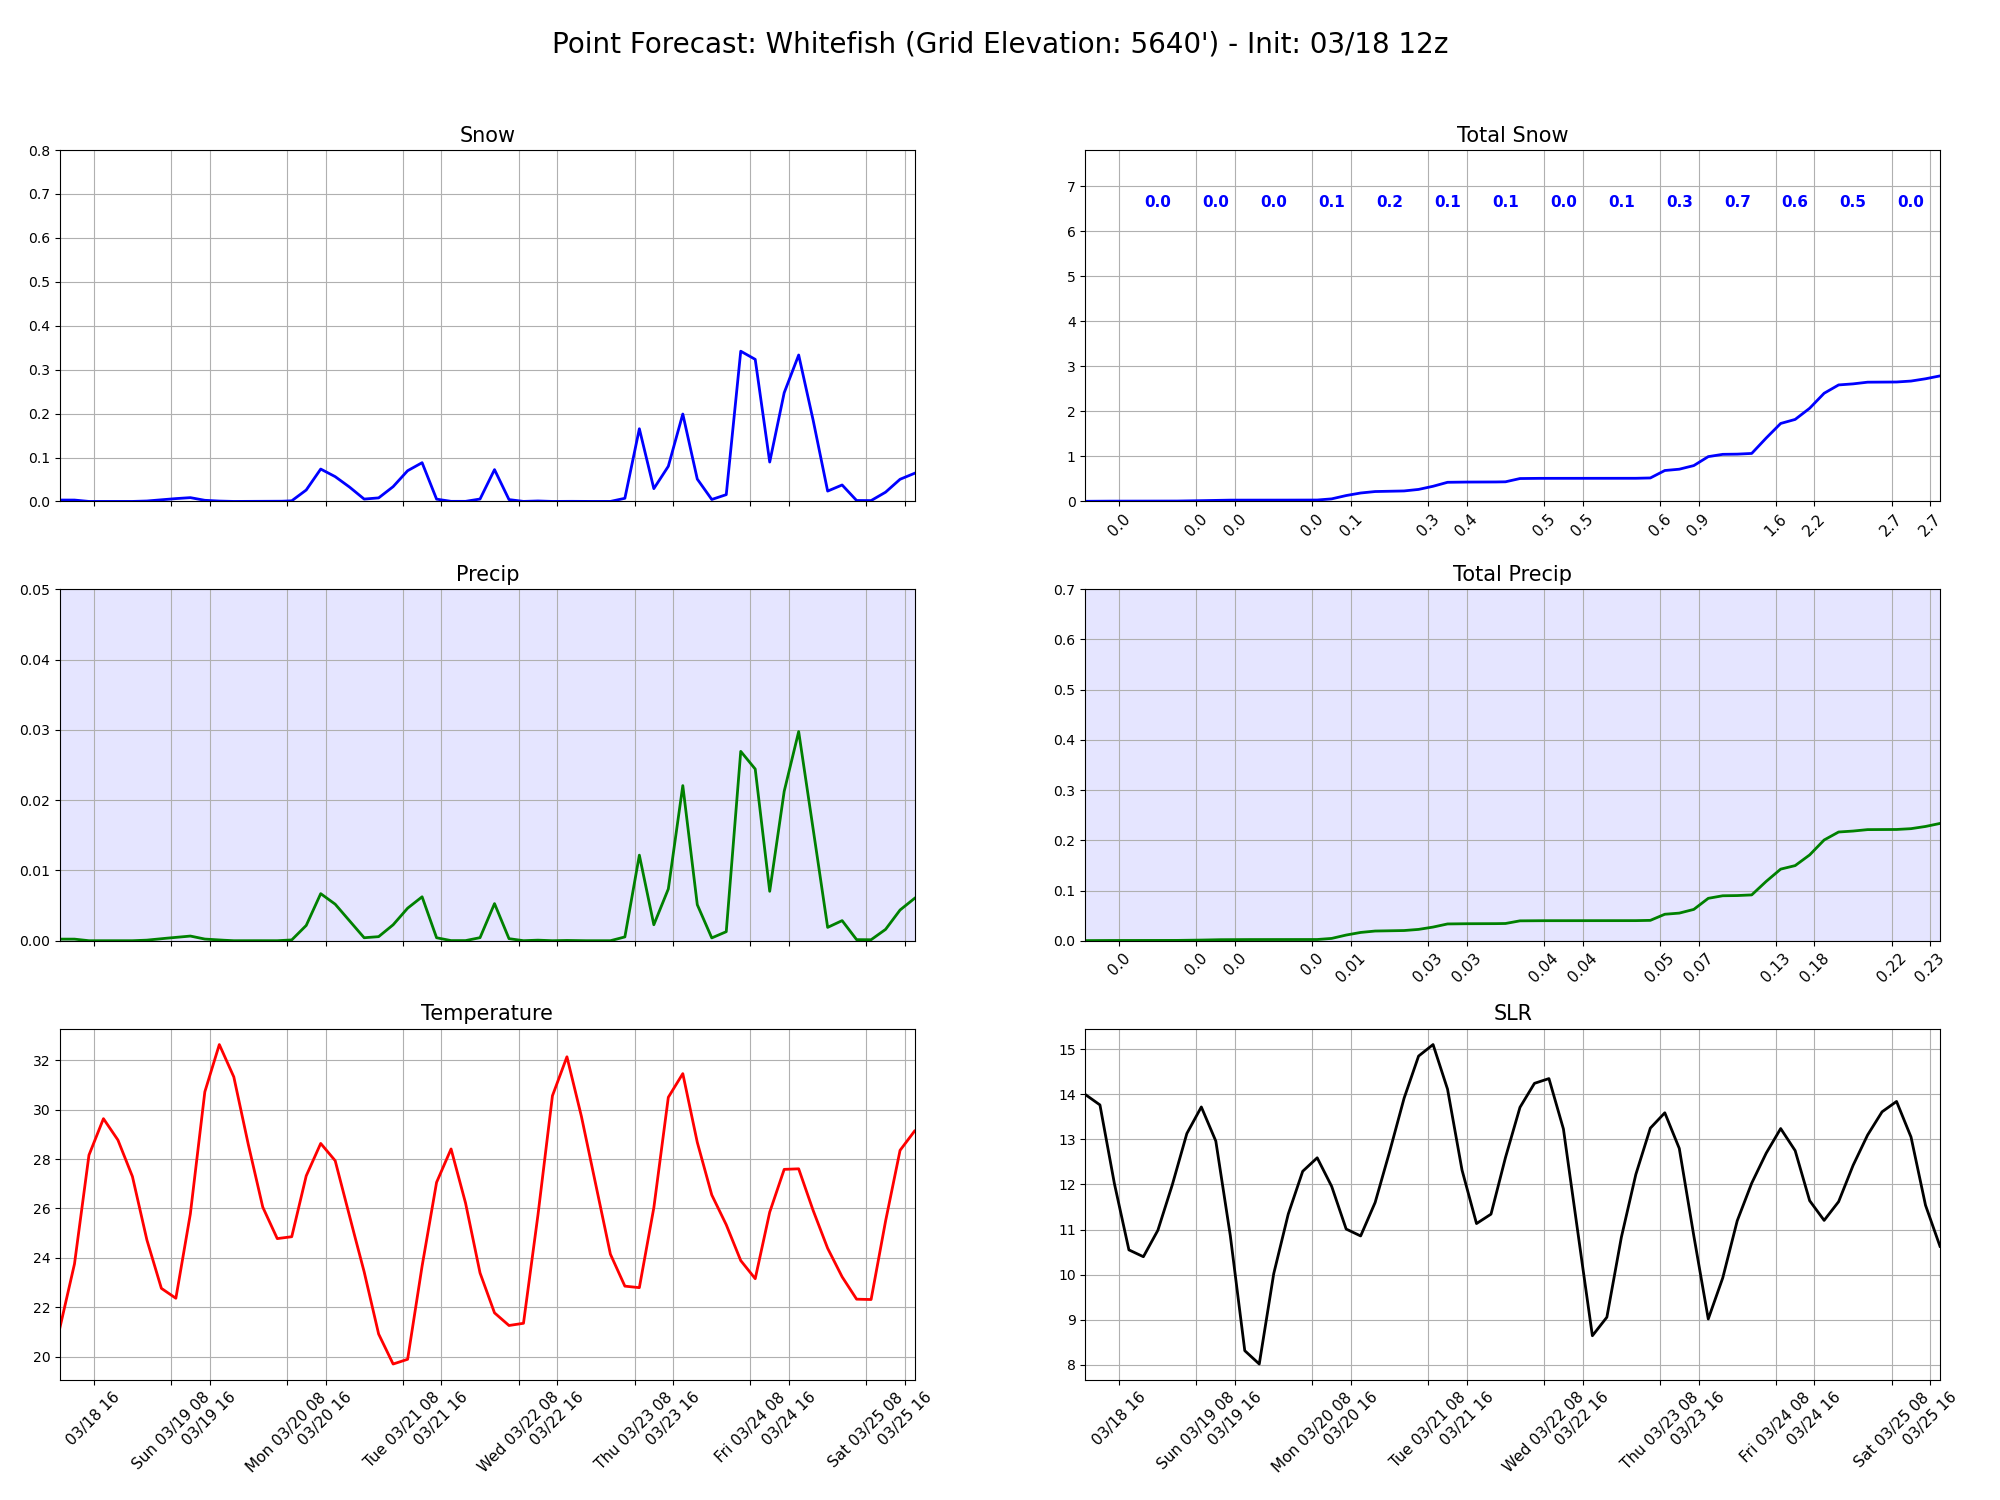 Point Forecast: Whitefish (Grid Elevation: 5640') - Init: 03/18 12z
Snow
0.8
0.7
0.6
0.5
0.4
0.3
0.2
0.1
0.0
Total Snow
7
6
5
4
3
2
1
0
0.0 0.0 0.0 0.1 0.2 0.1 0.1 0.0 0.1 0.3 0.7 0.6 0.5 0.0
0.0 0.0 0.0 0.0 0.1 0.3 0.4 0.5 0.5 0.6 0.9 1.6 2.2 2.7 2.7
Precip
0.05
0.04
0.03
0.02
0.01
0.00
Total Precip
0.7
0.6
0.5
0.4
0.3
0.2
0.1
0.0
0.0 0.0 0.0 0.0 0.01 0.03 0.03 0.04 0.04 0.05 0.07 0.13 0.18 0.22 0.23
Temperature
32
30
28
26
24
22
20
03/18 16
Sun 03/19 08
03/19 16
Mon 03/20 08
03/20 16
Tue 03/21 08
03/21 16
Wed 03/22 08
03/22 16
Thu 03/23 08
03/23 16
Fri 03/24 08
03/24 16
Sat 03/25 08
03/25 16
SLR
15
14
13
12
11
10
9
8
03/18 16
Sun 03/19 08
03/19 16
Mon 03/20 08
03/20 16
Tue 03/21 08
03/21 16
Wed 03/22 08
03/22 16
Thu 03/23 08
03/23 16
Fri 03/24 08
03/24 16
Sat 03/25 08
03/25 16